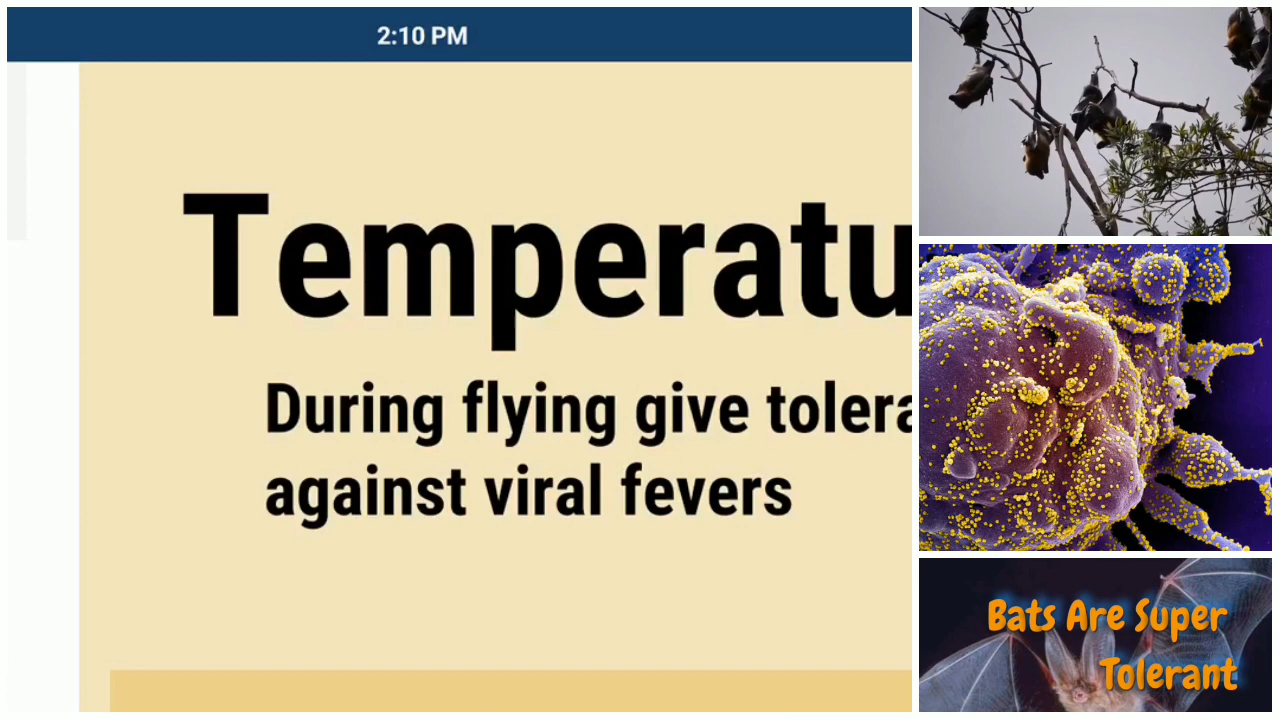 2:10 PM
Temperatu
During flying give tolera
against viral fevers
Bats Are Super
Tolerant